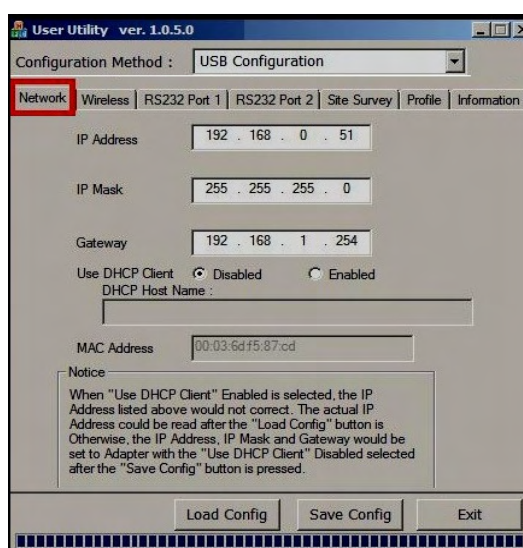 User Utility ver. 1.0.5.0
Configuration Method : USB Configuration
Network Wireless RS232 Port 1 RS232 Port 2 Site Survey Profile Information
IP Address 192 . 168 . 0 . 51
IP Mask 255 . 255 . 255 . 0
Gateway 192 . 168 . 1 . 254
Use DHCP Client Disabled Enabled
DHCP Host Name :
MAC Address 00:03:6d:f5:87:cd
Notice
When "Use DHCP Client" Enabled is selected, the IP
Address listed above would not correct. The actual IP
Address could be read after the "Load Config" button is
Otherwise, the IP Address, IP Mask and Gateway would be
set to Adapter with the "Use DHCP Client" Disabled selected
after the "Save Config" button is pressed.
Load Config Save Config Exit